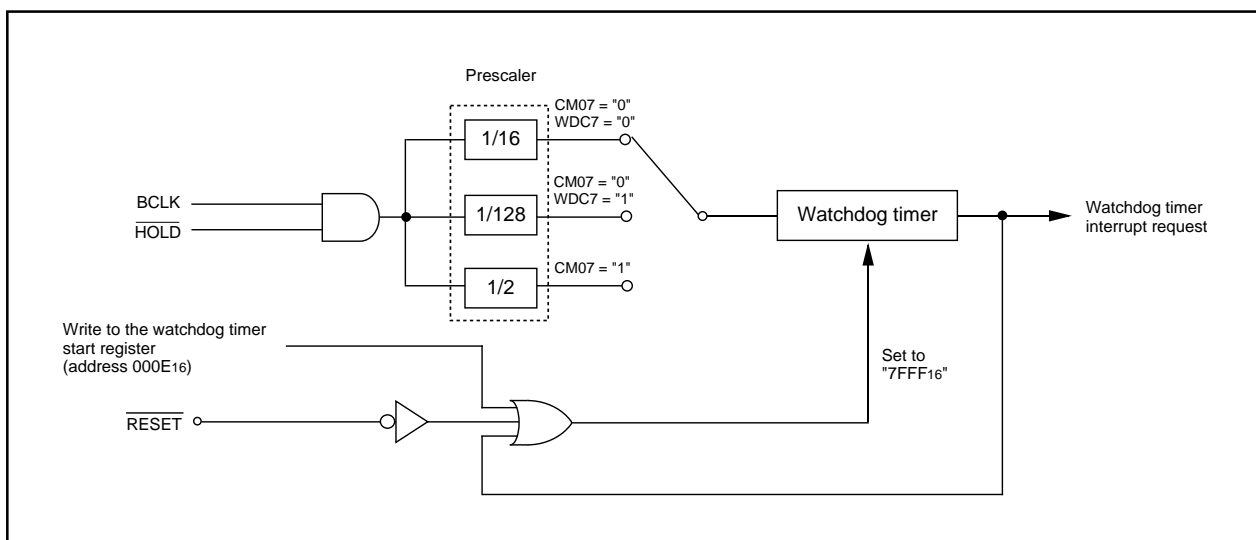 Prescaler
CM07 = "0"
WDC7 = "0"
1/16
BCLK
HOLD
CM07 = "0"
WDC7 = "1"
1/128
Watchdog timer
Watchdog timer
interrupt request
CM07 = "1"
1/2
Write to the watchdog timer
start register
(address 000E16)
Set to
"7FFF16"
RESET